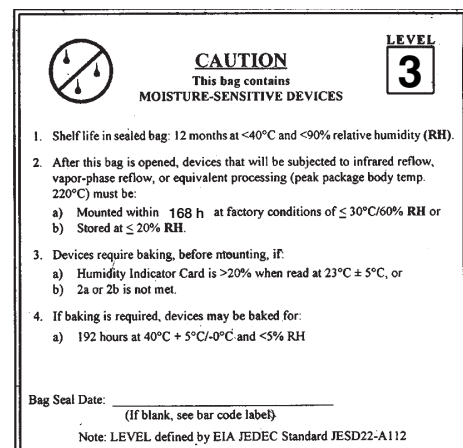 LEVEL
3
CAUTION
This bag contains
MOISTURE-SENSITIVE DEVICES
1. Shelf life in sealed bag: 12 months at <40°C and <90% relative humidity (RH).
2. After this bag is opened, devices that will be subjected to infrared reflow,
vapor-phase reflow, or equivalent processing (peak package body temp.
220°C) must be:
a) Mounted within 168 h at factory conditions of ≤ 30°C/60% RH or
b) Stored at ≤ 20% RH.
3. Devices require baking, before mounting, if:
a) Humidity Indicator Card is >20% when read at 23°C ± 5°C, or
b) 2a or 2b is not met.
4. If baking is required, devices may be baked for:
a) 192 hours at 40°C + 5°C/-0°C and <5% RH
Bag Seal Date:
(If blank, see bar code label)
Note: LEVEL defined by EIA JEDEC Standard JESD22-A112